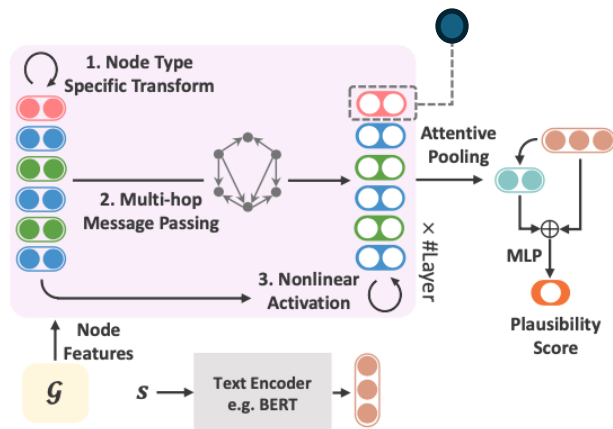 1. Node Type
Specific Transform
2. Multi-hop
Message Passing
3. Nonlinear
Activation
× #Layer
Attentive
Pooling
MLP
Plausibility
Score
Node
Features
𝒢
s
Text Encoder
e.g. BERT